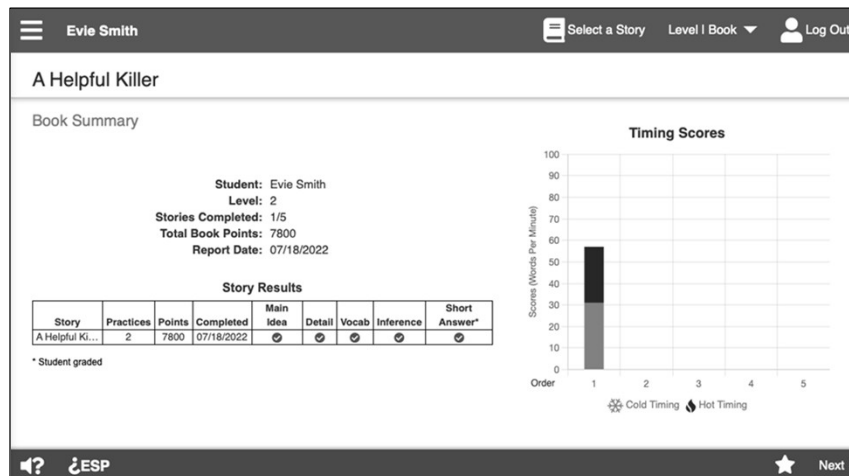 Evie Smith
Select a Story
Level I Book
Log Out
A Helpful Killer
Book Summary
Student: Evie Smith
Level: 2
Stories Completed: 1/5
Total Book Points: 7800
Report Date: 07/18/2022
Story Results
Story Practices Points Completed Main Idea Detail Vocab Inference Short Answer*
A Helpful Ki... 2 7800 07/18/2022
* Student graded
Timing Scores
Scores (Words Per Minute)
100
90
80
70
60
50
40
30
20
10
0
Order 1 2 3 4 5
Cold Timing Hot Timing
? ¿ESP
Next